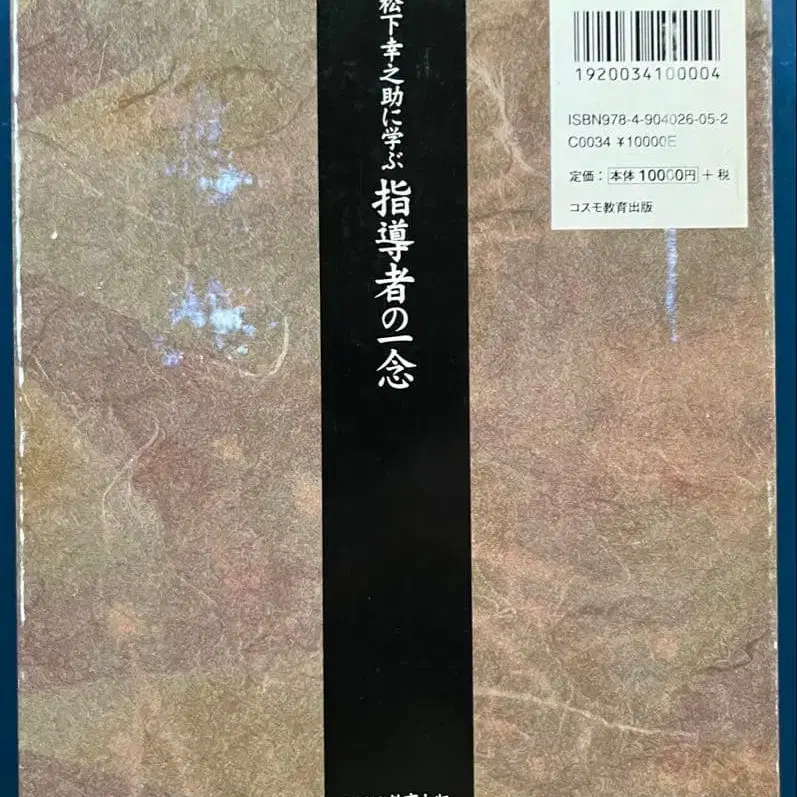 松下幸之助に学ぶ 指導者の一念
1920034100004
ISBN978-4-904026-05-2
C0034 ¥10000E
定価：本体 10000円 + 税
コスモ教育出版